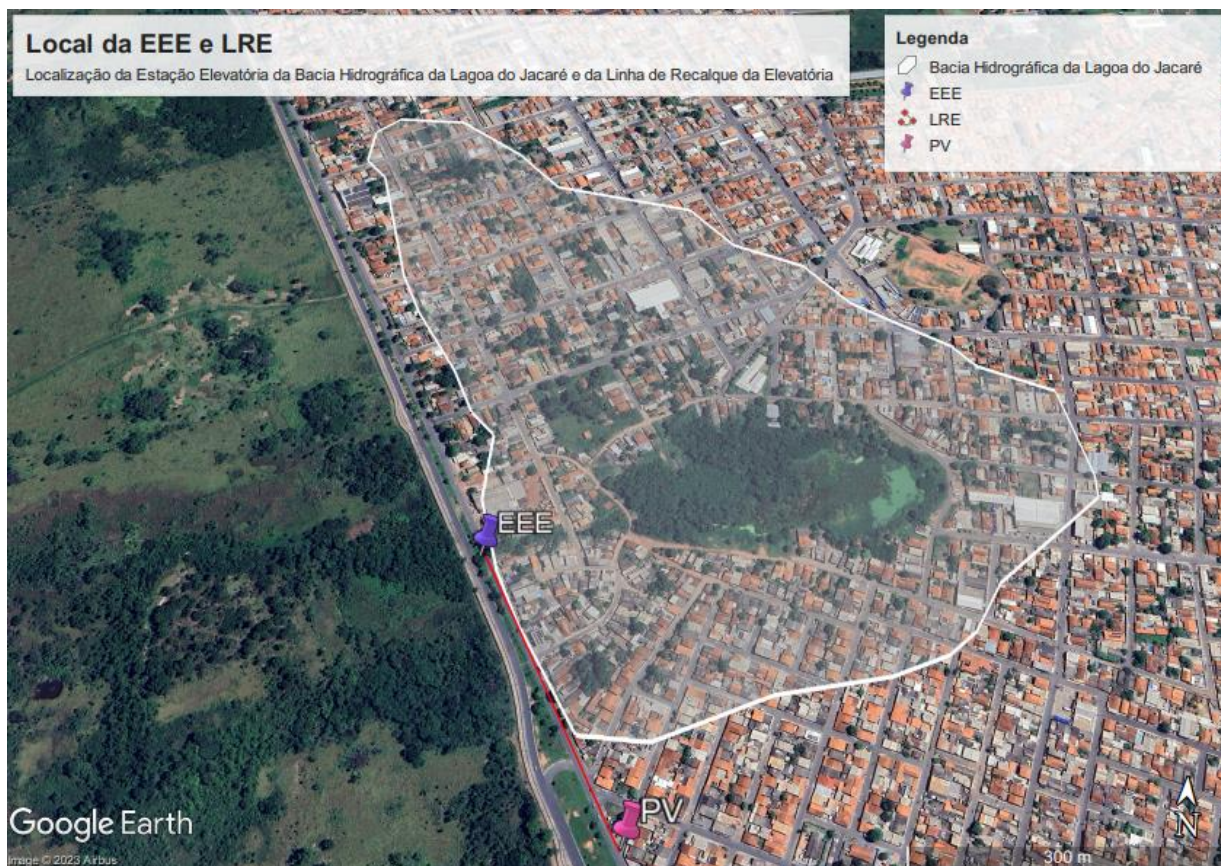 Local da EEE e LRE
Localização da Estação Elevatória da Bacia Hidrográfica da Lagoa do Jacaré e da Linha de Recalque da Elevatória
Legenda
Bacia Hidrográfica da Lagoa do Jacaré
EEE
LRE
PV
EEE
PV
Google Earth
N
Image © 2023 Airbus
300 m